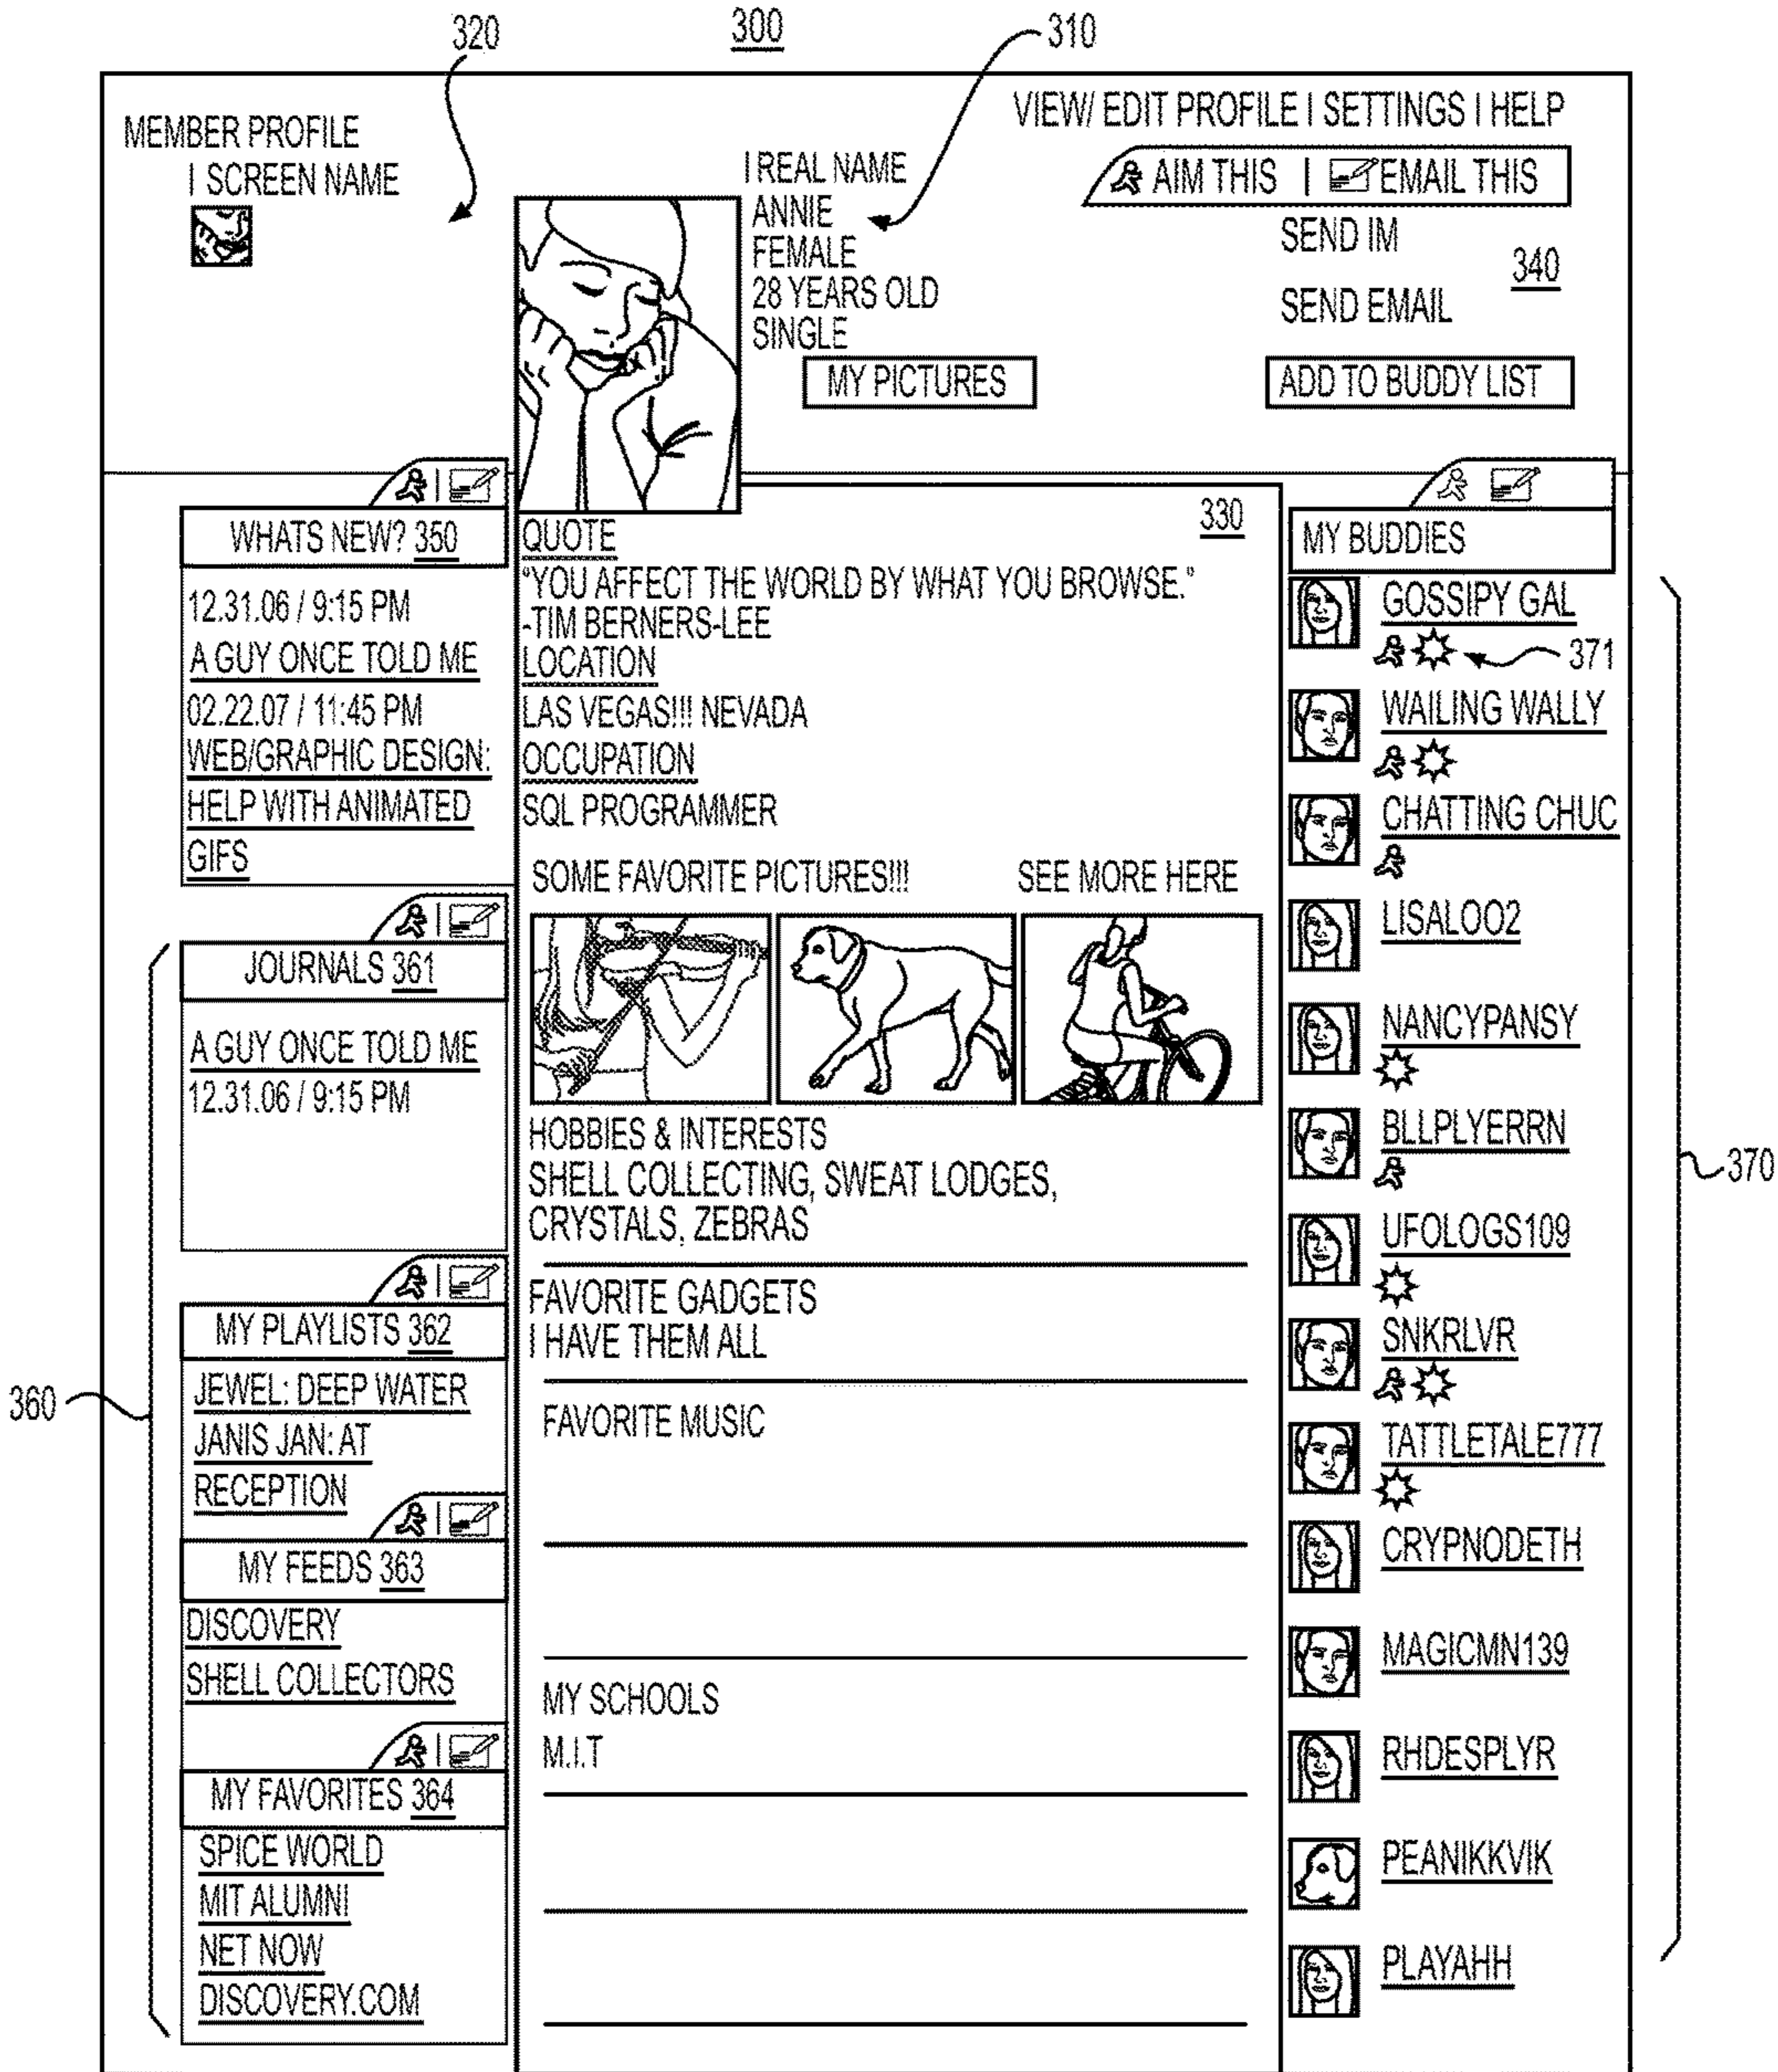 300
320
310
MEMBER PROFILE
I SCREEN NAME
VIEW/ EDIT PROFILE I SETTINGS I HELP
AIM THIS | EMAIL THIS
I REAL NAME
ANNIE
FEMALE
28 YEARS OLD
SINGLE
MY PICTURES
SEND IM
340
SEND EMAIL
ADD TO BUDDY LIST
WHATS NEW? 350
12.31.06 / 9:15 PM
A GUY ONCE TOLD ME
02.22.07 / 11:45 PM
WEB/GRAPHIC DESIGN:
HELP WITH ANIMATED
GIFS
360
JOURNALS 361
A GUY ONCE TOLD ME
12.31.06 / 9:15 PM
MY PLAYLISTS 362
JEWEL: DEEP WATER
JANIS JAN: AT
RECEPTION
MY FEEDS 363
DISCOVERY
SHELL COLLECTORS
MY FAVORITES 364
SPICE WORLD
MIT ALUMNI
NET NOW
DISCOVERY.COM
330
QUOTE
"YOU AFFECT THE WORLD BY WHAT YOU BROWSE."
-TIM BERNERS-LEE
LOCATION
LAS VEGAS!!! NEVADA
OCCUPATION
SQL PROGRAMMER
SOME FAVORITE PICTURES!!! SEE MORE HERE
HOBBIES & INTERESTS
SHELL COLLECTING, SWEAT LODGES,
CRYSTALS, ZEBRAS
FAVORITE GADGETS
I HAVE THEM ALL
FAVORITE MUSIC
MY SCHOOLS
M.I.T
MY BUDDIES
GOSSIPY GAL
371
WAILING WALLY
CHATTING CHUC
LISALOO2
NANCYPANSY
BLLPLYERRN
370
UFOLOGS109
SNKRLVR
TATTLETALE777
CRYPNODETH
MAGICMN139
RHDESPLYR
PEANIKKVIK
PLAYAHH